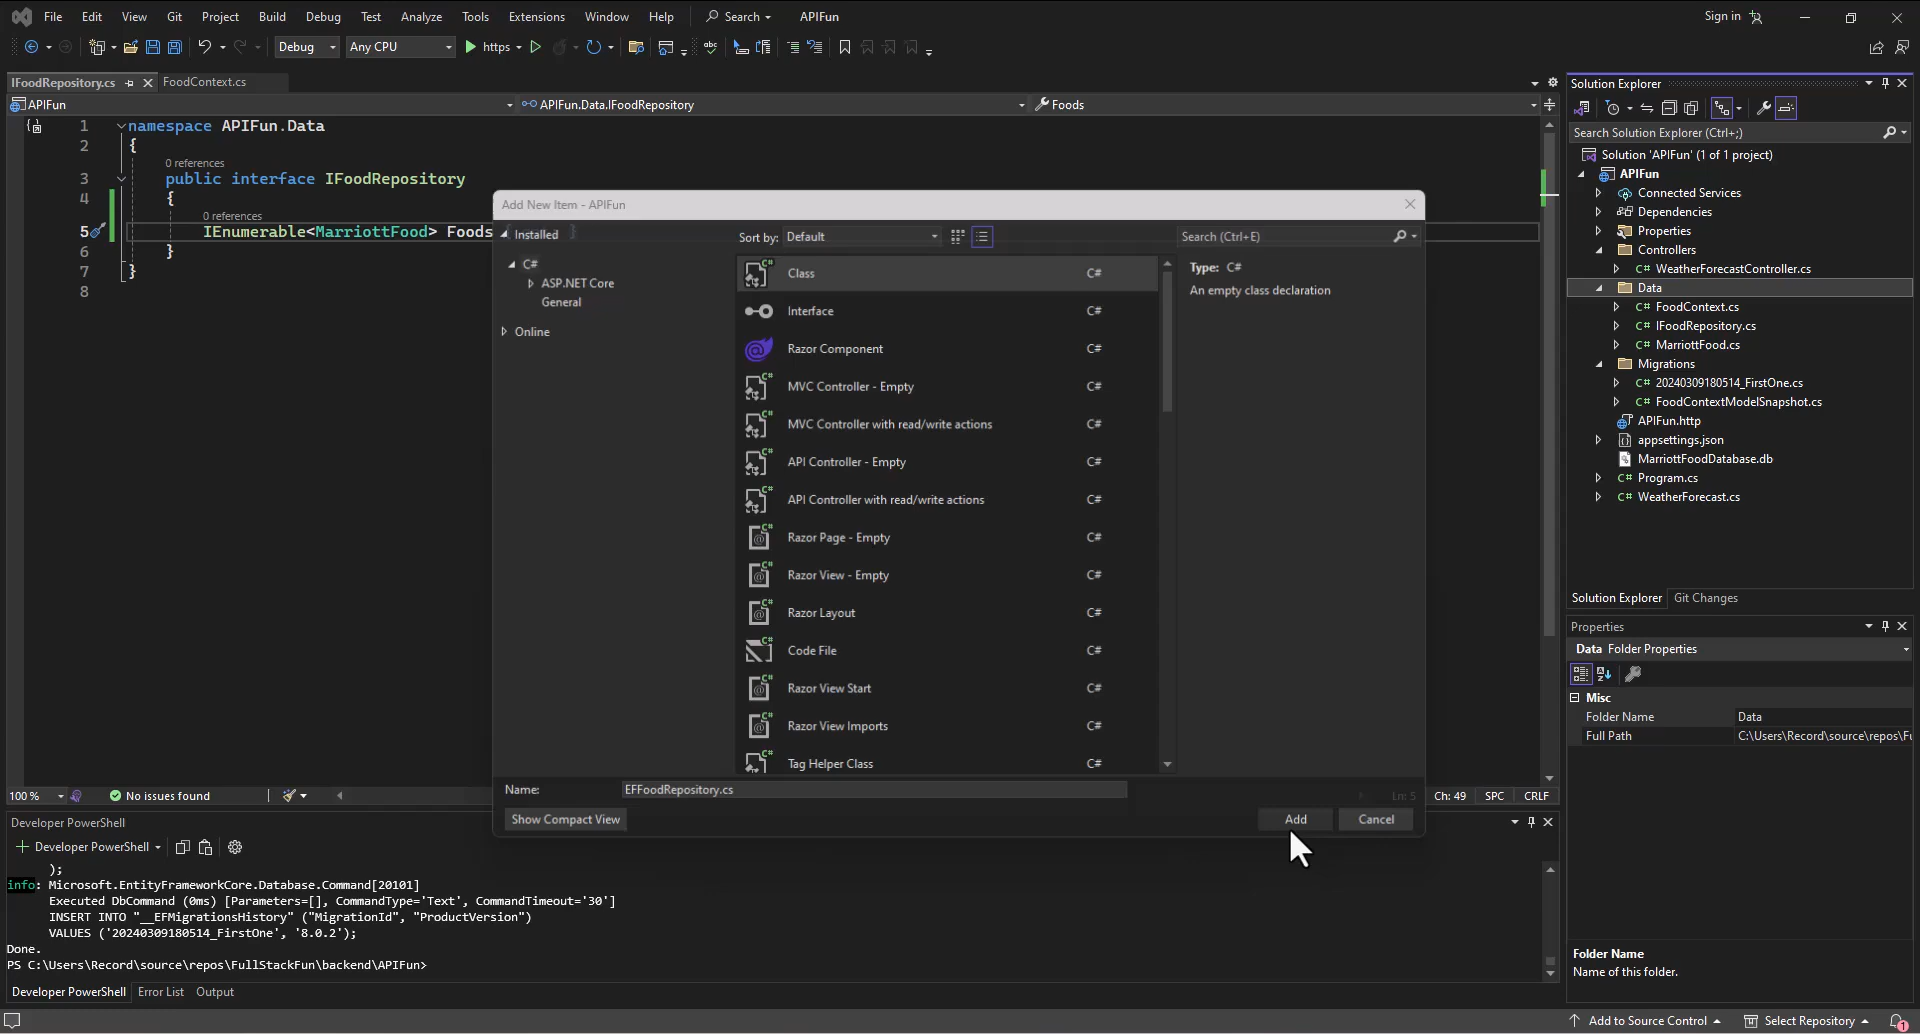 File Edit View Git Project Build Debug Test Analyze Tools Extensions Window Help Search APIFun Sign in
Debug Any CPU https
IFoodRepository.cs FoodContext.cs
APIFun APIFun.Data.IFoodRepository Foods
1 namespace APIFun.Data
2 {
0 references
3 public interface IFoodRepository
4 {
0 references
5 IEnumerable<MarriottFood> Foods
6 }
7 }
8
Add New Item - APIFun
Installed
C#
ASP.NET Core
General
Online
Sort by: Default
Search (Ctrl+E)
Class C#
Interface C#
Razor Component C#
MVC Controller - Empty C#
MVC Controller with read/write actions C#
API Controller - Empty C#
API Controller with read/write actions C#
Razor Page - Empty C#
Razor View - Empty C#
Razor Layout C#
Code File C#
Razor View Start C#
Razor View Imports C#
Tag Helper Class C#
Type: C#
An empty class declaration
Name: EFFoodRepository.cs
Show Compact View Add Cancel
100 % No issues found Ln: 5 Ch: 49 SPC CRLF
Developer PowerShell
Developer PowerShell
);
info: Microsoft.EntityFrameworkCore.Database.Command[20101]
Executed DbCommand (0ms) [Parameters=[], CommandType='Text', CommandTimeout='30']
INSERT INTO "__EFMigrationsHistory" ("MigrationId", "ProductVersion")
VALUES ('20240309180514_FirstOne', '8.0.2');
Done.
PS C:\Users\Record\source\repos\FullStackFun\backend\APIFun>
Developer PowerShell Error List Output
Solution Explorer
Search Solution Explorer (Ctrl+;)
Solution 'APIFun' (1 of 1 project)
APIFun
Connected Services
Dependencies
Properties
Controllers
C# WeatherForecastController.cs
Data
C# FoodContext.cs
C# IFoodRepository.cs
C# MarriottFood.cs
Migrations
C# 20240309180514_FirstOne.cs
C# FoodContextModelSnapshot.cs
APIFun.http
appsettings.json
MarriottFoodDatabase.db
C# Program.cs
C# WeatherForecast.cs
Solution Explorer Git Changes
Properties
Data Folder Properties
Misc
Folder Name Data
Full Path C:\Users\Record\source\repos\Fu
Folder Name
Name of this folder.
Add to Source Control Select Repository 1